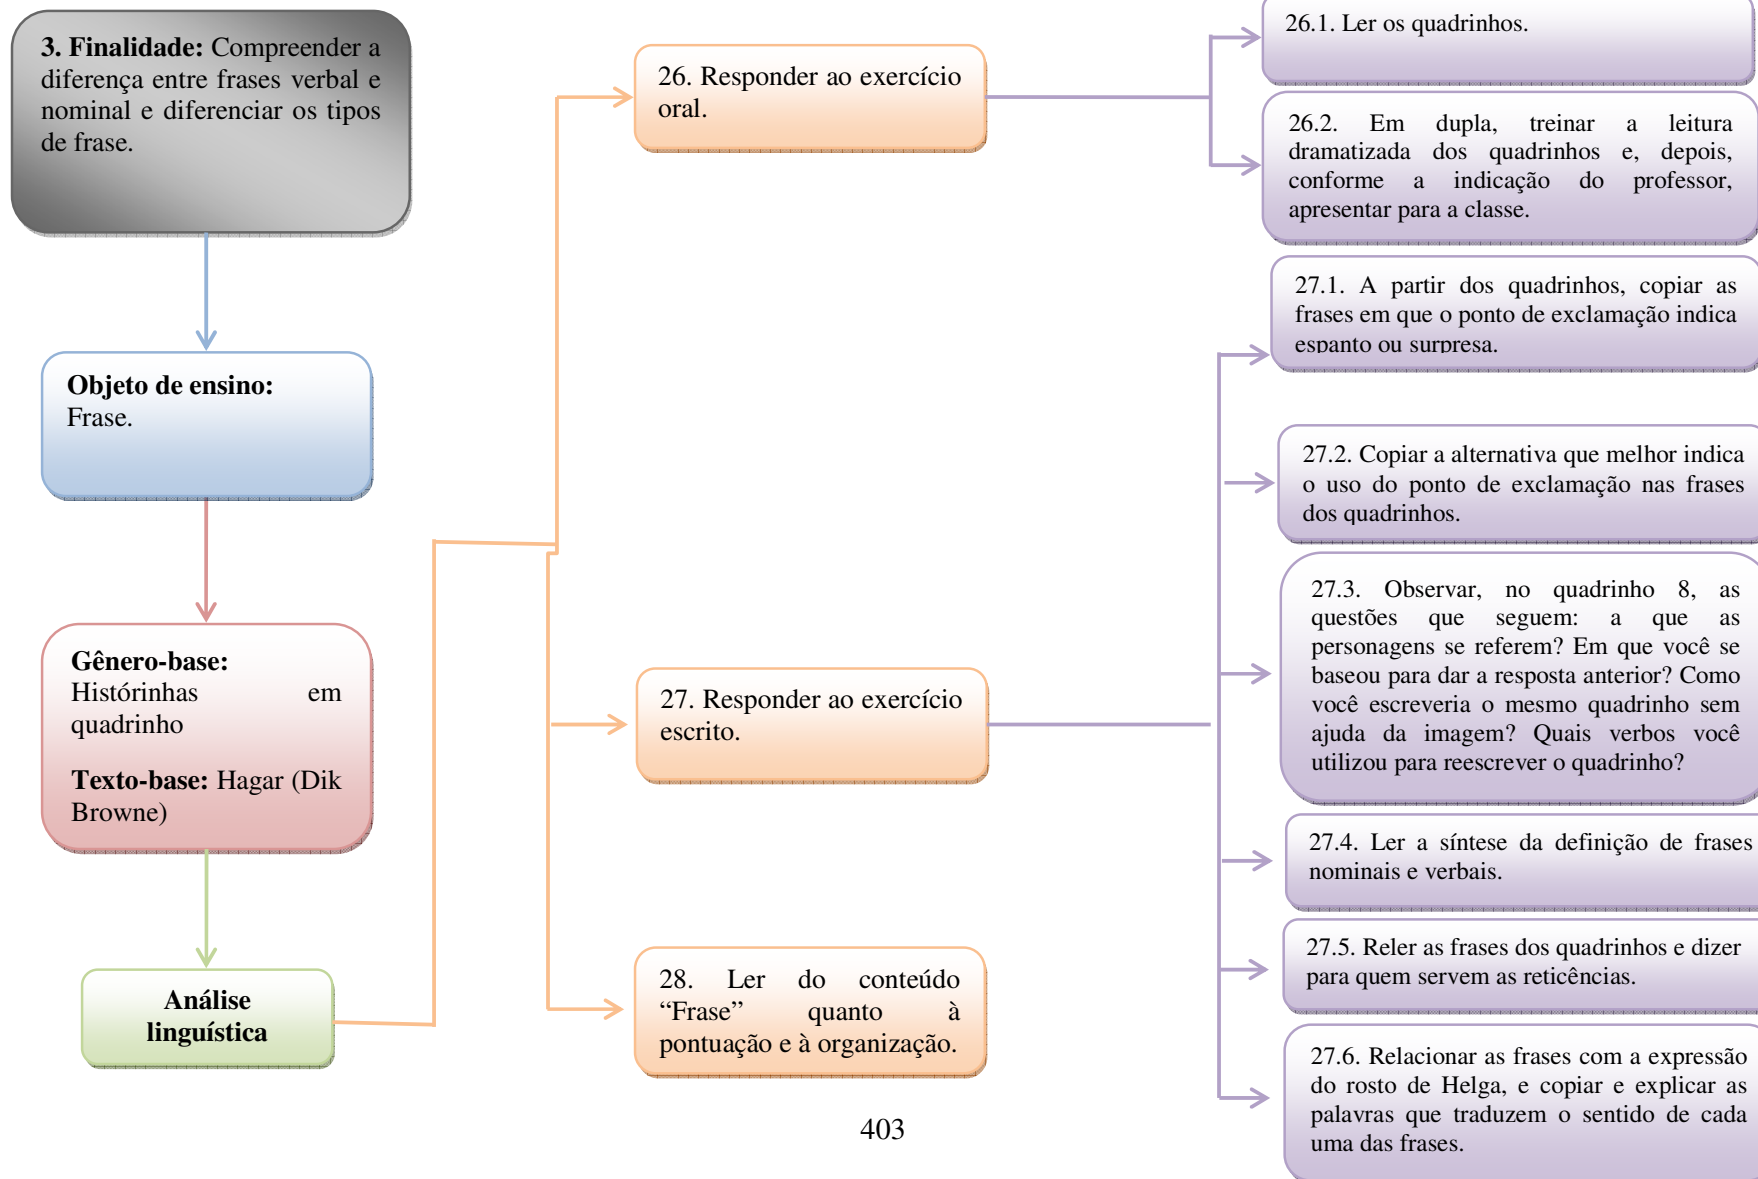 3. Finalidade: Compreender a
diferença entre frases verbal e
nominal e diferenciar os tipos
de frase.
Objeto de ensino:
Frase.
Gênero-base:
Histórinhas em
quadrinho
Texto-base: Hagar (Dik
Browne)
Análise
linguística
26. Responder ao exercício
oral.
27. Responder ao exercício
escrito.
28. Ler do conteúdo
“Frase” quanto à
pontuação e à organização.
26.1. Ler os quadrinhos.
26.2. Em dupla, treinar a leitura
dramatizada dos quadrinhos e, depois,
conforme a indicação do professor,
apresentar para a classe.
27.1. A partir dos quadrinhos, copiar as
frases em que o ponto de exclamação indica
espanto ou surpresa.
27.2. Copiar a alternativa que melhor indica
o uso do ponto de exclamação nas frases
dos quadrinhos.
27.3. Observar, no quadrinho 8, as
questões que seguem: a que as
personagens se referem? Em que você se
baseou para dar a resposta anterior? Como
você escreveria o mesmo quadrinho sem
ajuda da imagem? Quais verbos você
utilizou para reescrever o quadrinho?
27.4. Ler a síntese da definição de frases
nominais e verbais.
27.5. Reler as frases dos quadrinhos e dizer
para quem servem as reticências.
27.6. Relacionar as frases com a expressão
do rosto de Helga, e copiar e explicar as
palavras que traduzem o sentido de cada
uma das frases.
403